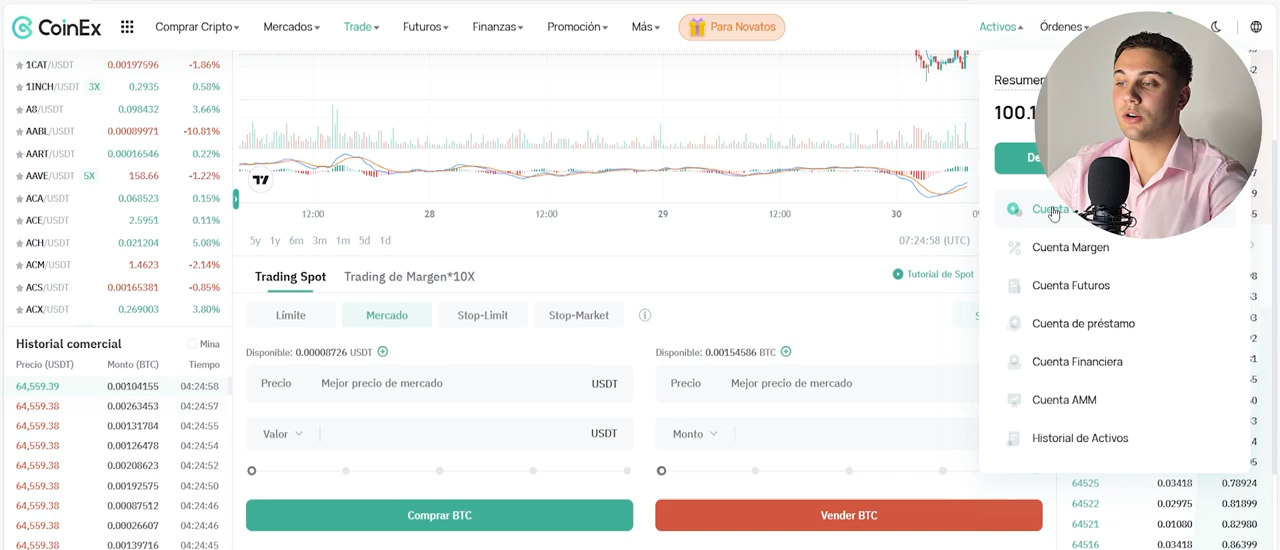 CoinEx
Comprar Cripto
Mercados
Trade
Futuros
Finanzas
Promoción
Más
Para Novatos
Activos
Órdenes
1CAT/USDT 0.00197596 -1.86%
1INCH/USDT 3X 0.2935 0.58%
A8/USDT 0.098432 3.66%
AABL/USDT 0.00089971 -10.81%
AART/USDT 0.00016546 0.22%
AAVE/USDT 5X 158.66 -1.22%
ACA/USDT 0.068523 0.15%
ACE/USDT 2.5951 0.11%
ACH/USDT 0.021204 5.08%
ACM/USDT 1.4623 -2.14%
ACS/USDT 0.00165381 -0.85%
ACX/USDT 0.269003 3.80%
Historial comercial
Mina
Precio (USDT) Monto (BTC) Tiempo
64,559.39 0.00104155 04:24:58
64,559.38 0.00263453 04:24:57
64,559.38 0.00131784 04:24:55
64,559.38 0.00126478 04:24:54
64,559.38 0.00208623 04:24:52
64,559.38 0.00192575 04:24:50
64,559.38 0.00087512 04:24:46
64,559.38 0.00026607 04:24:46
64,559.38 0.00139716 04:24:45
12:00 28 12:00 29 12:00 30
5y 1y 6m 3m 1m 5d 1d
07:24:58 (UTC)
Trading Spot
Trading de Margen*10X
Tutorial de Spot
Límite
Mercado
Stop-Limit
Stop-Market
Disponible: 0.00008726 USDT
Precio Mejor precio de mercado USDT
Valor USDT
Comprar BTC
Disponible: 0.00154586 BTC
Precio Mejor precio de mercado
Monto
Vender BTC
Resumen
100.1
Cuenta
Cuenta Margen
Cuenta Futuros
Cuenta de préstamo
Cuenta Financiera
Cuenta AMM
Historial de Activos
64525 0.03418 0.78924
64522 0.02975 0.81899
64521 0.01080 0.82980
64516 0.03418 0.86399